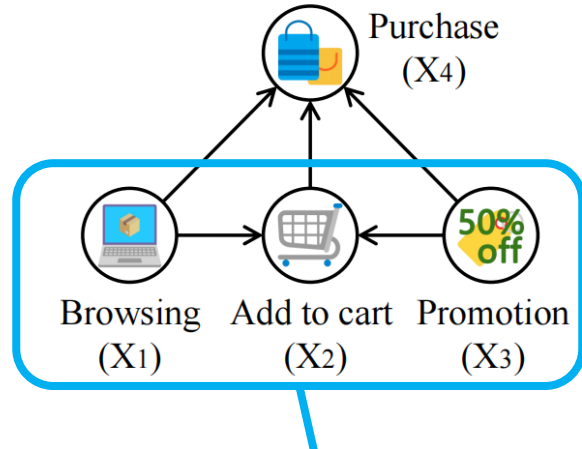 Purchase
(X4)
50%
off
Browsing Add to cart Promotion
(X1) (X2) (X3)